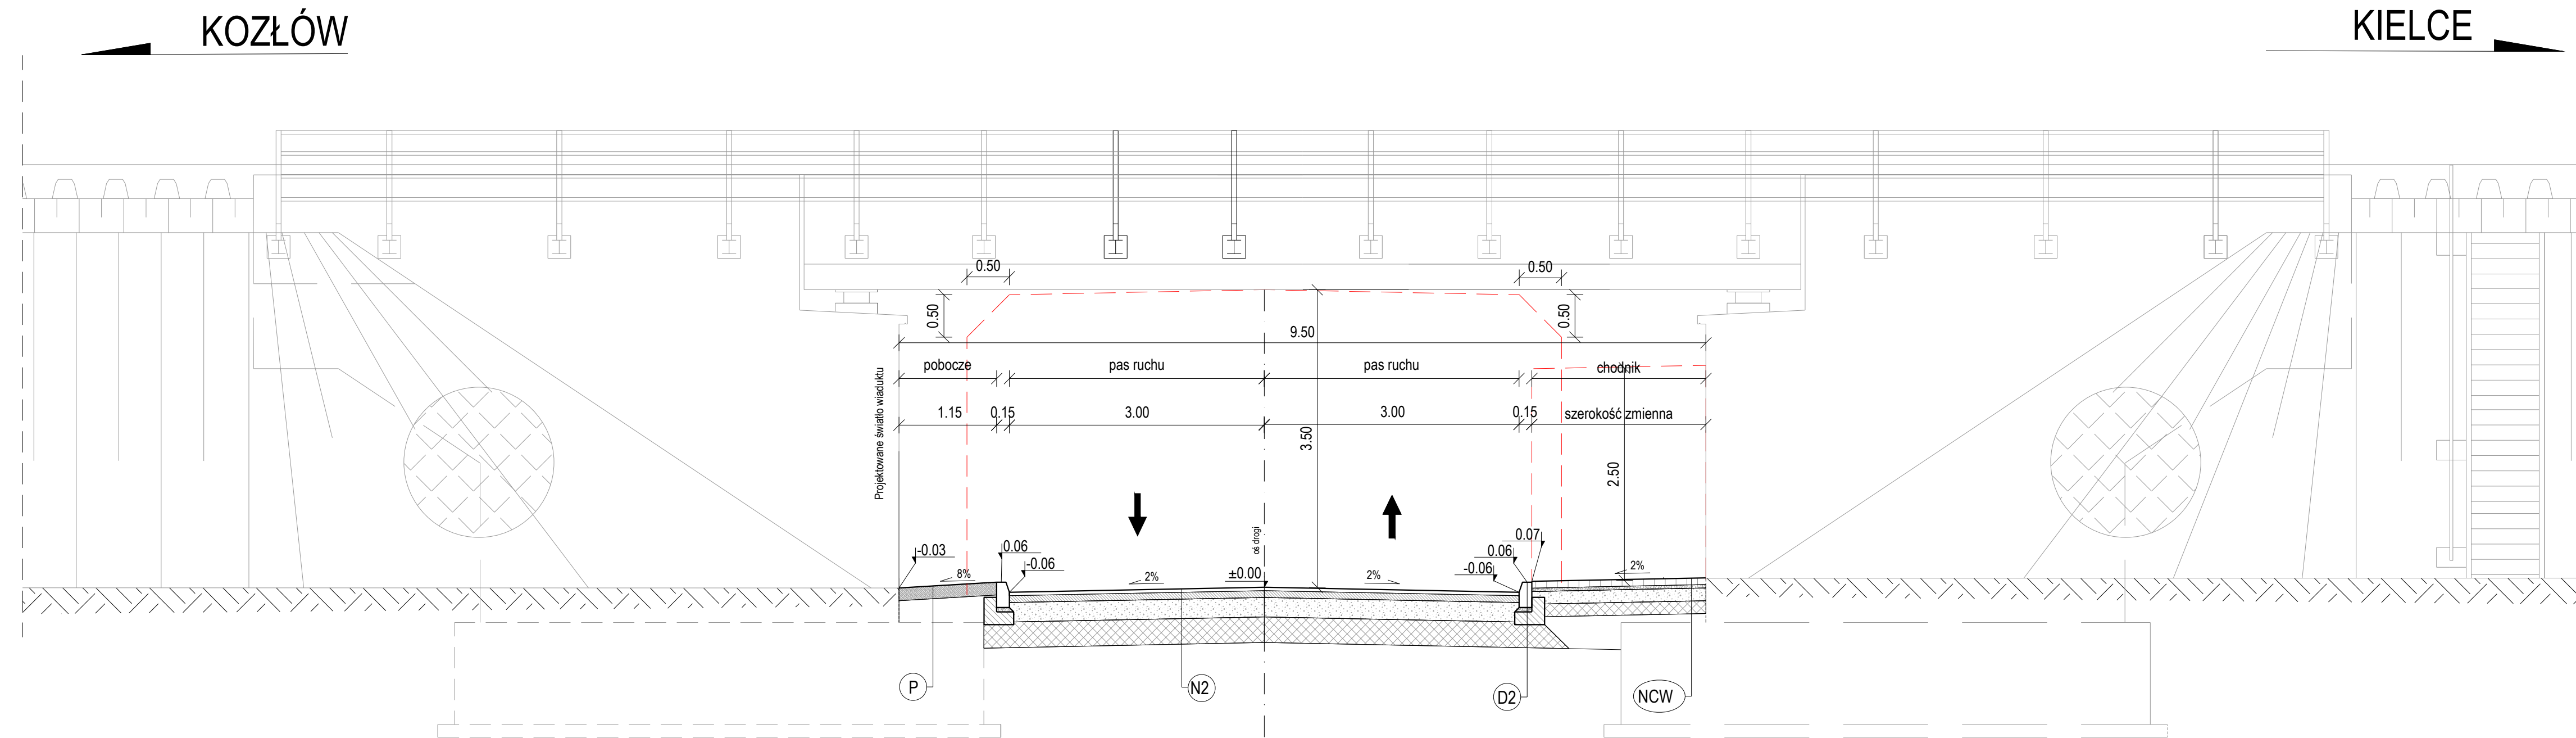 KOZŁÓW
KIELCE
0.50
0.50
0.50
0.50
9.50
pobocze
pas ruchu
pas ruchu
chodnik
Projektowane światło wiaduktu
1.15
0.15
3.00
3.00
0.15
szerokość zmienna
3.50
2.50
oś drogi
-0.03
0.06
-0.06
8%
2%
±0.00
2%
-0.06
0.06
0.07
2%
P
N2
D2
NCW